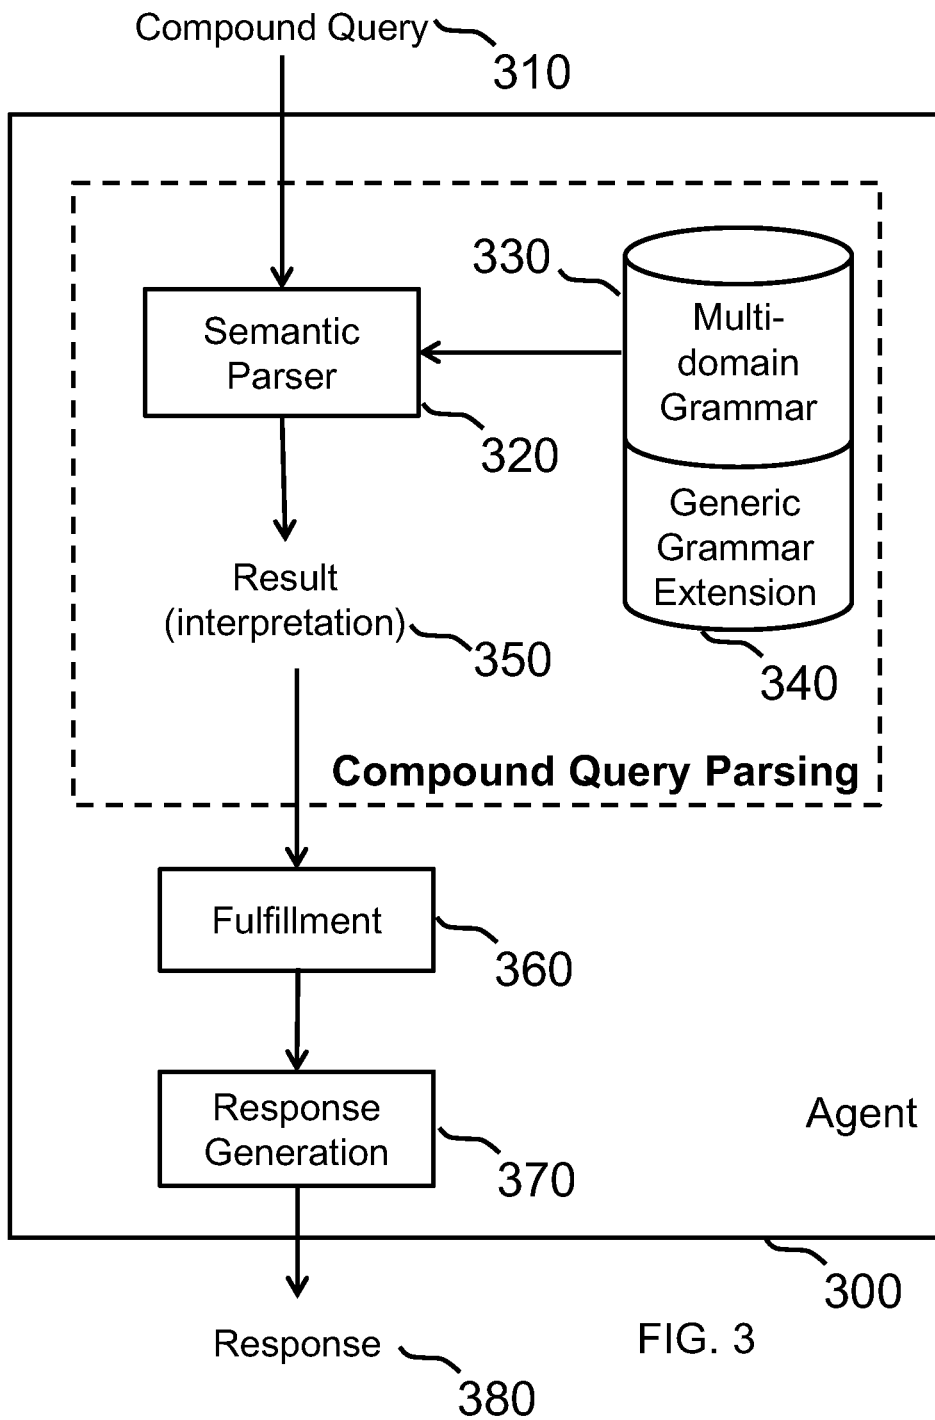 Compound Query
310
330
Multi-
domain
Grammar
Semantic
Parser
320
Generic
Grammar
Extension
Result
(interpretation)
350
340
Compound Query Parsing
Fulfillment
360
Response
Generation
370
Agent
300
Response
380
FIG. 3